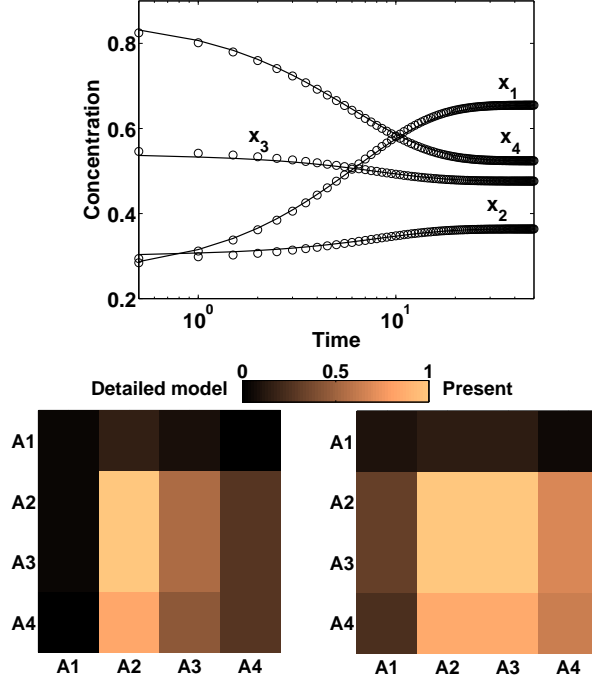 0.8
0.6
0.4
0.2
Concentration
x1
x3
x4
x2
10^0
10^1
Time
Detailed model
0 0.5 1
Present
A1
A2
A3
A4
A1 A2 A3 A4
A1
A2
A3
A4
A1 A2 A3 A4